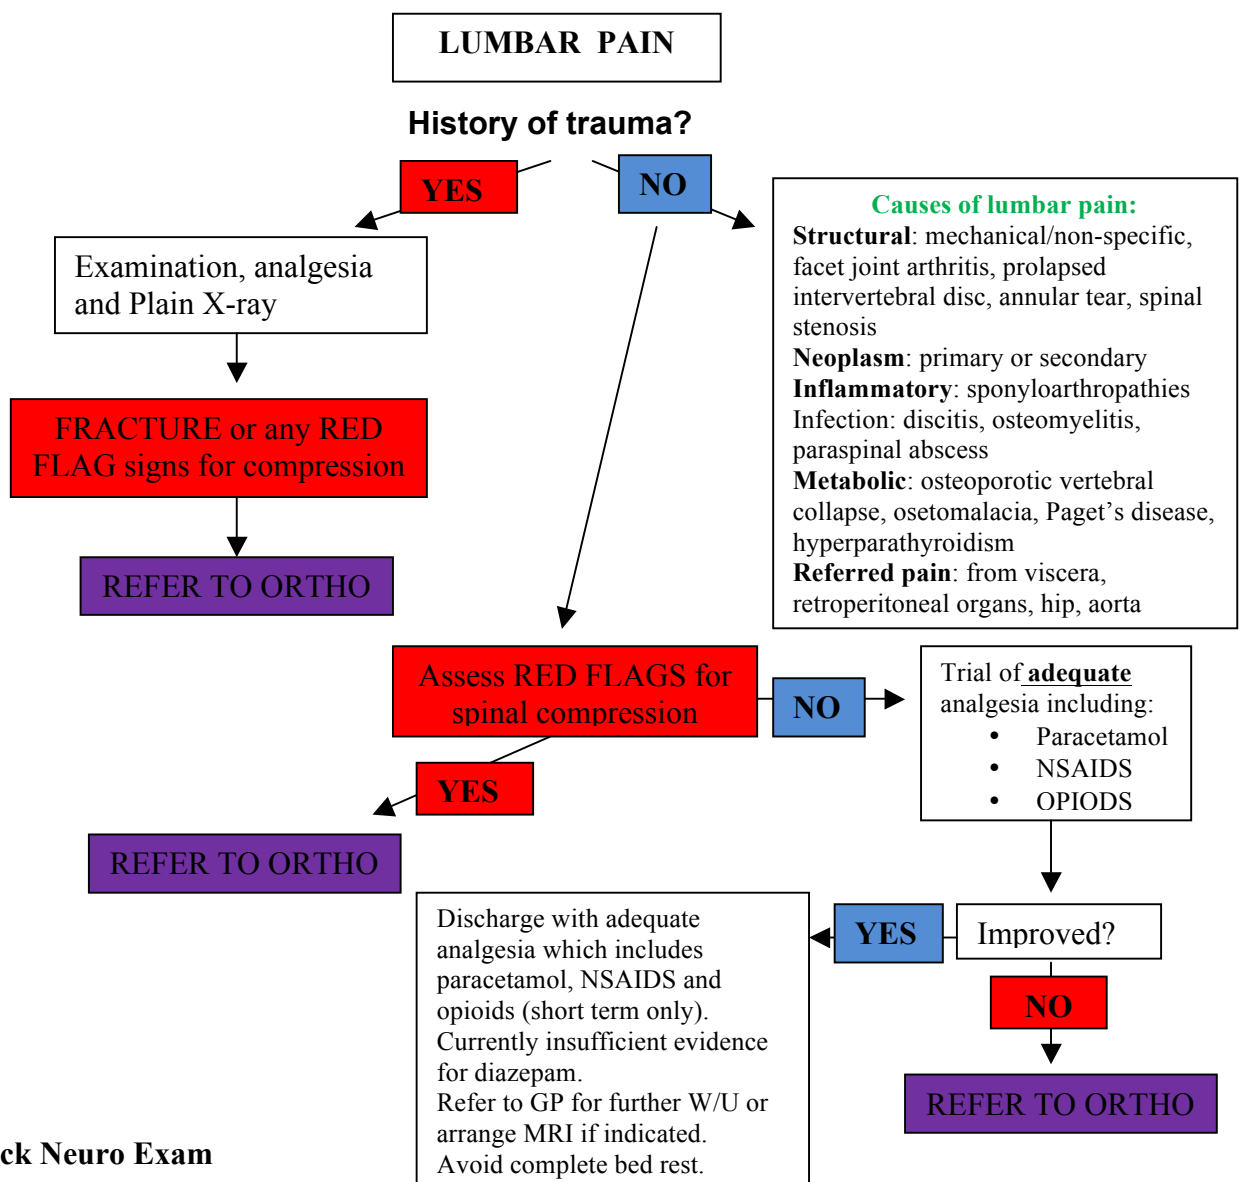 LUMBAR PAIN
History of trauma?
YES
NO
Examination, analgesia
and Plain X-ray
FRACTURE or any RED
FLAG signs for compression
REFER TO ORTHO
Causes of lumbar pain:
Structural: mechanical/non-specific,
facet joint arthritis, prolapsed
intervertebral disc, annular tear, spinal
stenosis
Neoplasm: primary or secondary
Inflammatory: sponyloarthropathies
Infection: discitis, osteomyelitis,
paraspinal abscess
Metabolic: osteoporotic vertebral
collapse, osetomalacia, Paget’s disease,
hyperparathyroidism
Referred pain: from viscera,
retroperitoneal organs, hip, aorta
Assess RED FLAGS for
spinal compression
NO
YES
REFER TO ORTHO
Trial of adequate
analgesia including:
• Paracetamol
• NSAIDS
• OPIODS
Improved?
YES
NO
REFER TO ORTHO
Discharge with adequate
analgesia which includes
paracetamol, NSAIDS and
opioids (short term only).
Currently insufficient evidence
for diazepam.
Refer to GP for further W/U or
arrange MRI if indicated.
Avoid complete bed rest.
ck Neuro Exam